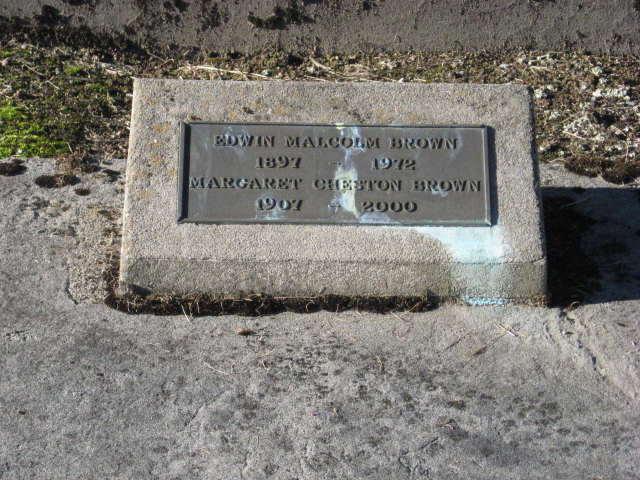 EDWIN MALCOLM BROWN
1897 - 1972
MARGARET CHESTON BROWN
1907 - 2000